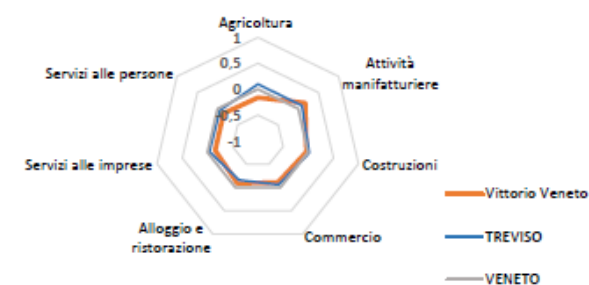 Agricoltura
1
0,5
0
-0,5
-1
Attività
manifatturiere
Costruzioni
Commercio
Alloggio e
ristorazione
Servizi alle imprese
Servizi alle persone
Vittorio Veneto
TREVISO
VENETO